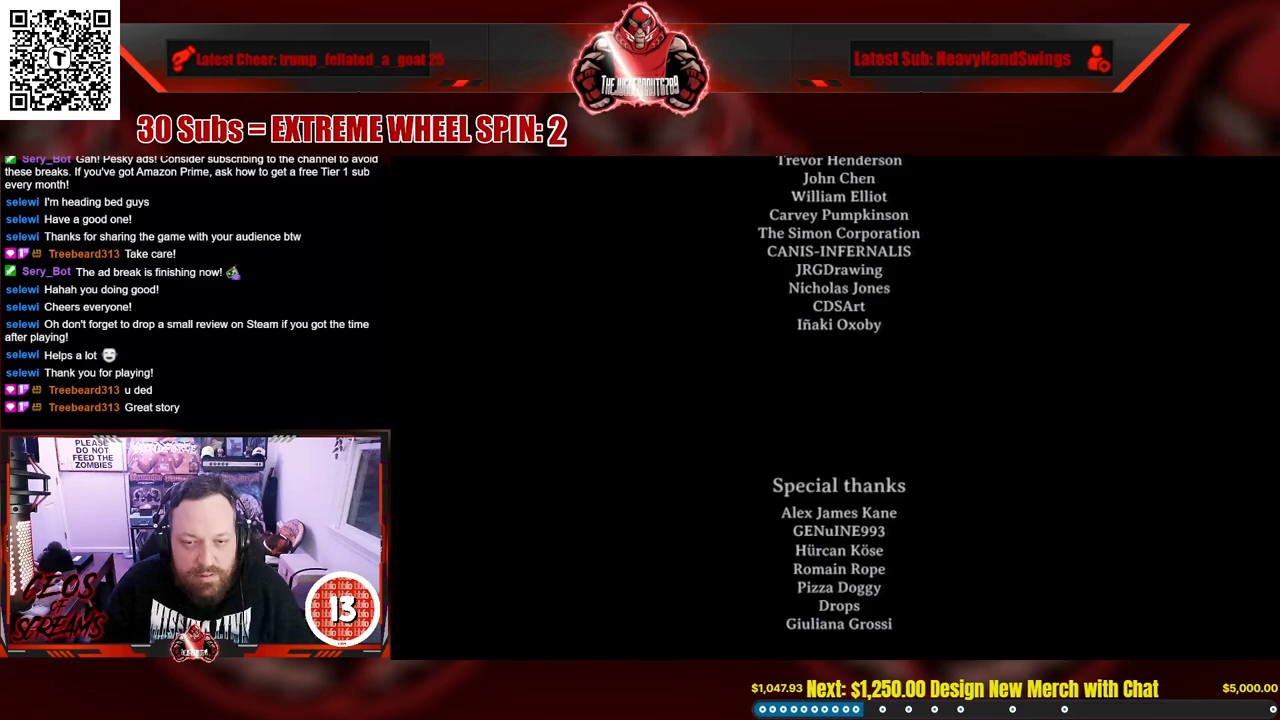 Latest Cheer: trump_fellated_a_goat 25
THEJUGGERNAUT6789
Latest Sub: HeavyHandSwings
30 Subs = EXTREME WHEEL SPIN: 2
Sery_Bot Gah! Pesky ads! Consider subscribing to the channel to avoid
these breaks. If you've got Amazon Prime, ask how to get a free Tier 1 sub
every month!
selewi I'm heading bed guys
selewi Have a good one!
selewi Thanks for sharing the game with your audience btw
Treebeard313 Take care!
Sery_Bot The ad break is finishing now!
selewi Hahah you doing good!
selewi Cheers everyone!
selewi Oh don't forget to drop a small review on Steam if you got the time
after playing!
selewi Helps a lot
selewi Thank you for playing!
Treebeard313 u ded
Treebeard313 Great story
Trevor Henderson
John Chen
William Elliot
Carvey Pumpkinson
The Simon Corporation
CANIS-INFERNALIS
JRGDrawing
Nicholas Jones
CDSArt
Iñaki Oxoby
Special thanks
Alex James Kane
GENuINE993
Hürcan Köse
Romain Rope
Pizza Doggy
Drops
Giuliana Grossi
PLEASE
DO NOT
FEED THE
ZOMBIES
CEOS
OF
SCREAMS
13
$1,047.93 Next: $1,250.00 Design New Merch with Chat $5,000.00